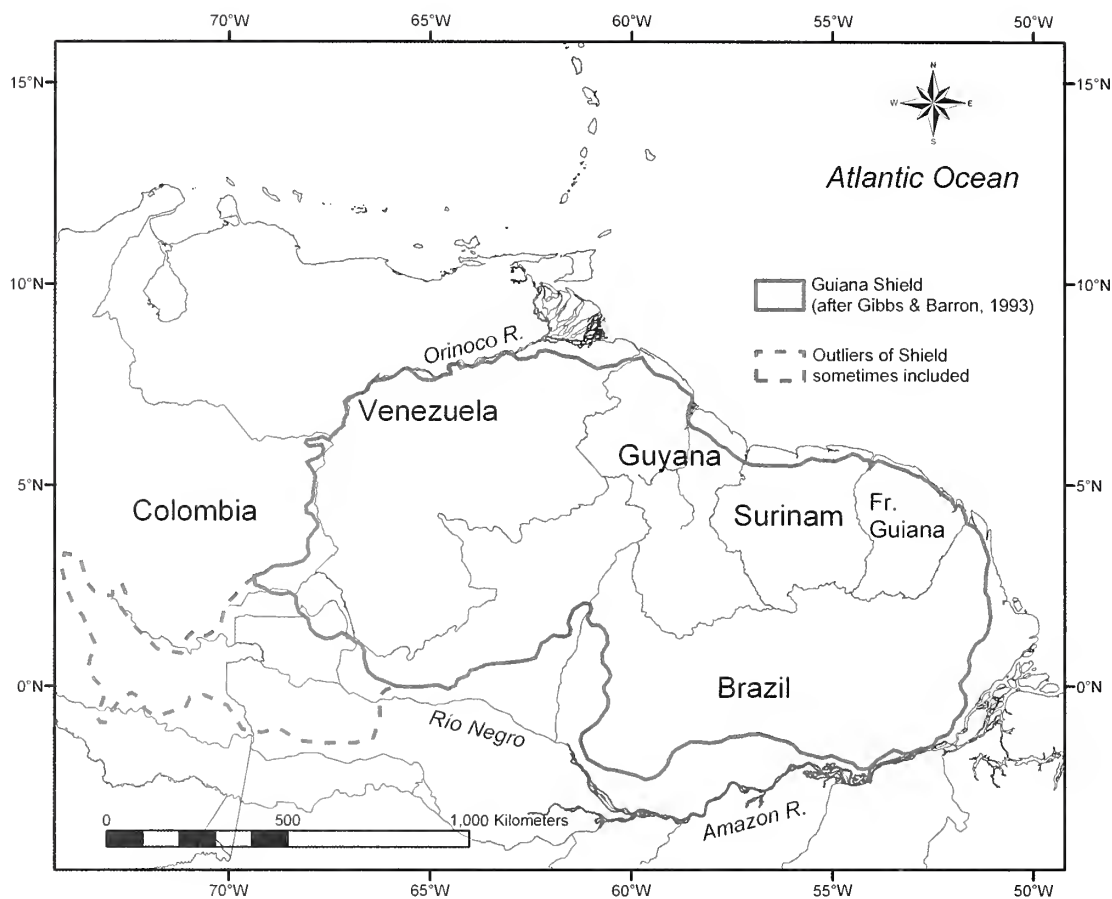 70°W 65°W 60°W 55°W 50°W
15°N 15°N
N
W E
S
Atlantic Ocean
10°N 10°N
Guiana Shield
(after Gibbs & Barron, 1993)
Orinoco R.
Outliers of Shield
sometimes included
Venezuela
Guyana
5°N 5°N
Colombia
Surinam
Fr.
Guiana
0°N 0°N
Brazil
Rio Negro
0 500 1,000 Kilometers
Amazon R.
70°W 65°W 60°W 55°W 50°W